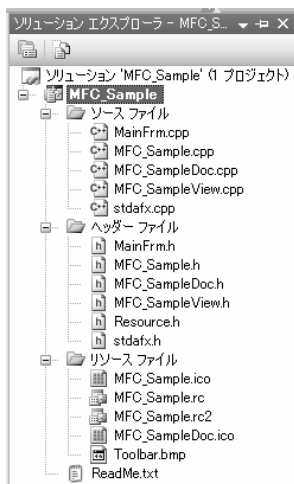 ソリューション エクスプローラ - MFC_S...
ソリューション 'MFC_Sample' (1 プロジェクト)
MFC_Sample
ソース ファイル
MainFrm.cpp
MFC_Sample.cpp
MFC_SampleDoc.cpp
MFC_SampleView.cpp
stdafx.cpp
ヘッダー ファイル
MainFrm.h
MFC_Sample.h
MFC_SampleDoc.h
MFC_SampleView.h
Resource.h
stdafx.h
リソース ファイル
MFC_Sample.ico
MFC_Sample.rc
MFC_Sample.rc2
MFC_SampleDoc.ico
Toolbar.bmp
ReadMe.txt